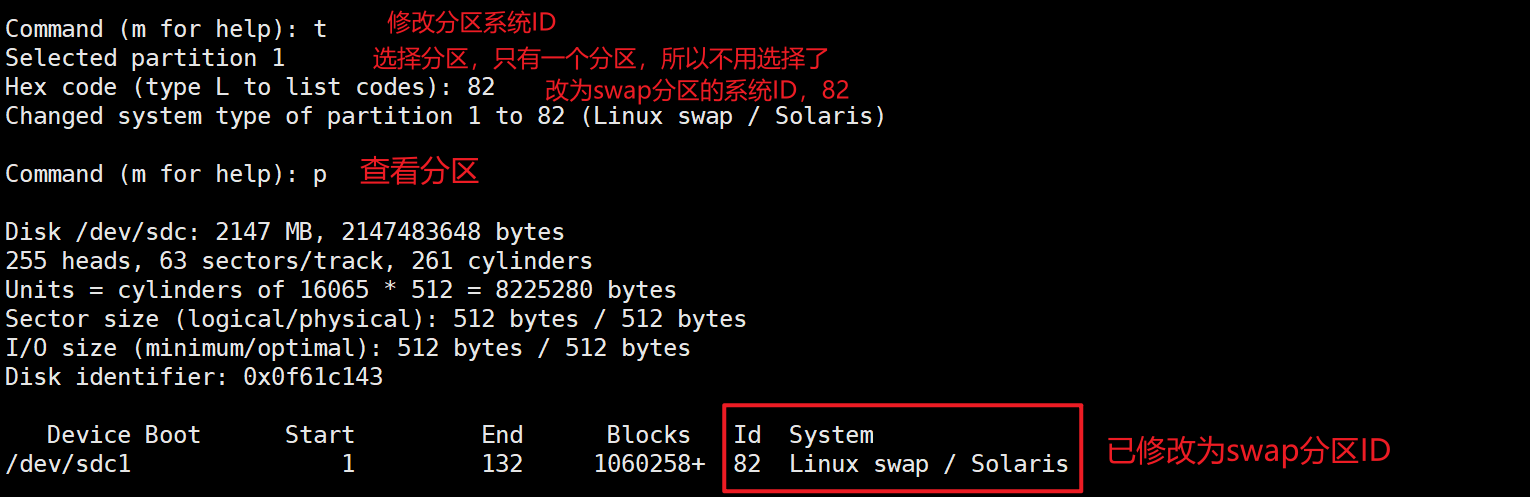 Command (m for help): t 修改分区系统ID
Selected partition 1 选择分区，只有一个分区，所以不用选择了
Hex code (type L to list codes): 82 改为swap分区的系统ID，82
Changed system type of partition 1 to 82 (Linux swap / Solaris)
Command (m for help): p 查看分区
Disk /dev/sdc: 2147 MB, 2147483648 bytes
255 heads, 63 sectors/track, 261 cylinders
Units = cylinders of 16065 * 512 = 8225280 bytes
Sector size (logical/physical): 512 bytes / 512 bytes
I/O size (minimum/optimal): 512 bytes / 512 bytes
Disk identifier: 0x0f61c143
Device Boot Start End Blocks Id System
/dev/sdc1 1 132 1060258+ 82 Linux swap / Solaris 已修改为swap分区ID